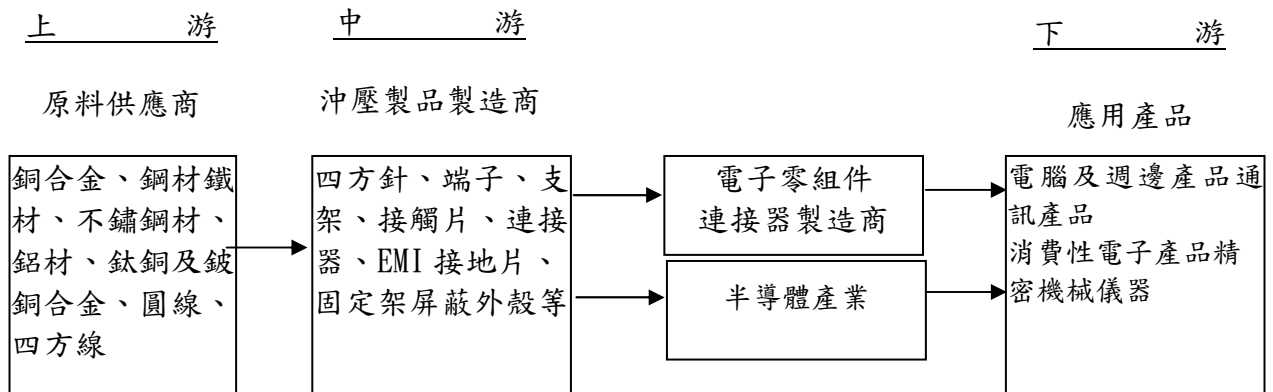 上 游
中 游
下 游
原料供應商
沖壓製品製造商
應用產品
銅合金、鋼材鐵
材、不鏽鋼材、
鋁材、鈦銅及鈹
銅合金、圓線、
四方線
四方針、端子、支
架、接觸片、連接
器、EMI 接地片、
固定架屏蔽外殼等
電子零組件
連接器製造商
半導體產業
電腦及週邊產品通
訊產品
消費性電子產品精
密機械儀器